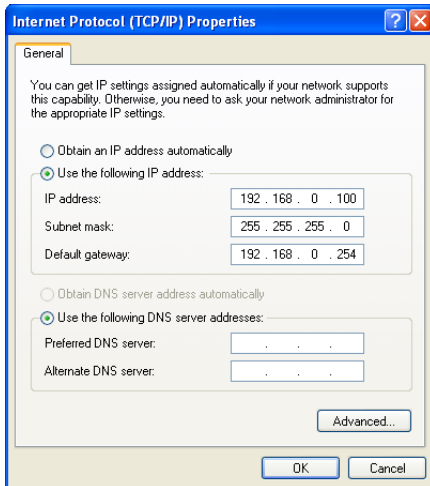 Internet Protocol (TCP/IP) Properties
General
You can get IP settings assigned automatically if your network supports
this capability. Otherwise, you need to ask your network administrator for
the appropriate IP settings.
Obtain an IP address automatically
Use the following IP address:
IP address: 192 . 168 . 0 . 100
Subnet mask: 255 . 255 . 255 . 0
Default gateway: 192 . 168 . 0 . 254
Obtain DNS server address automatically
Use the following DNS server addresses:
Preferred DNS server: . . .
Alternate DNS server: . . .
Advanced...
OK Cancel